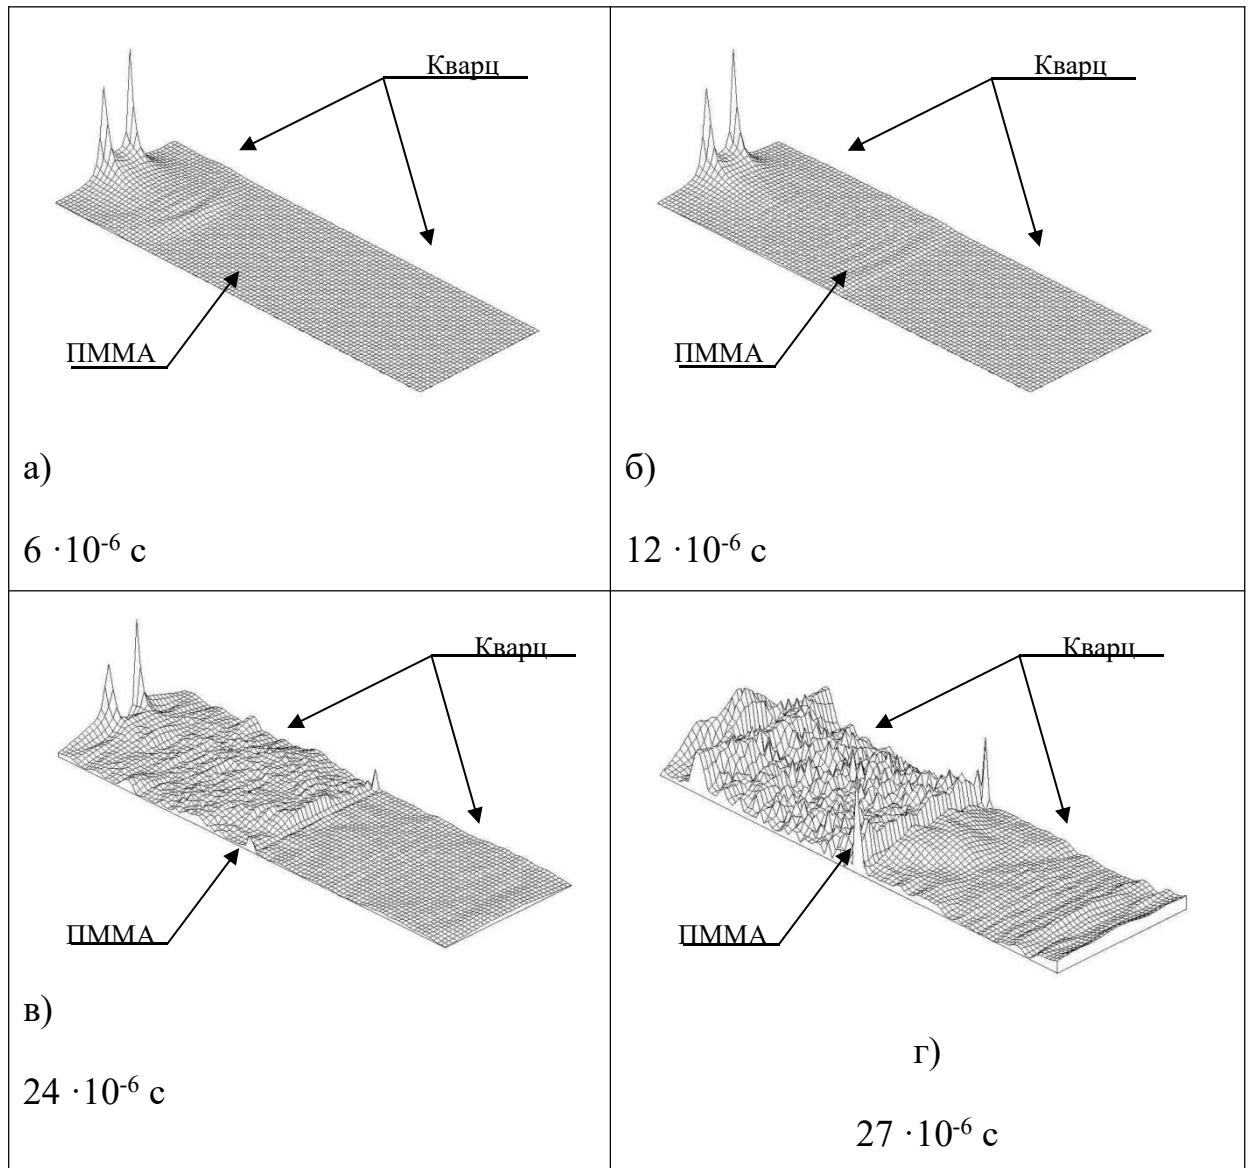 Кварц
ПММА
а)
6 ·10-6 с
Кварц
ПММА
б)
12 ·10-6 с
Кварц
ПММА
в)
24 ·10-6 с
Кварц
ПММА
г)
27 ·10-6 с